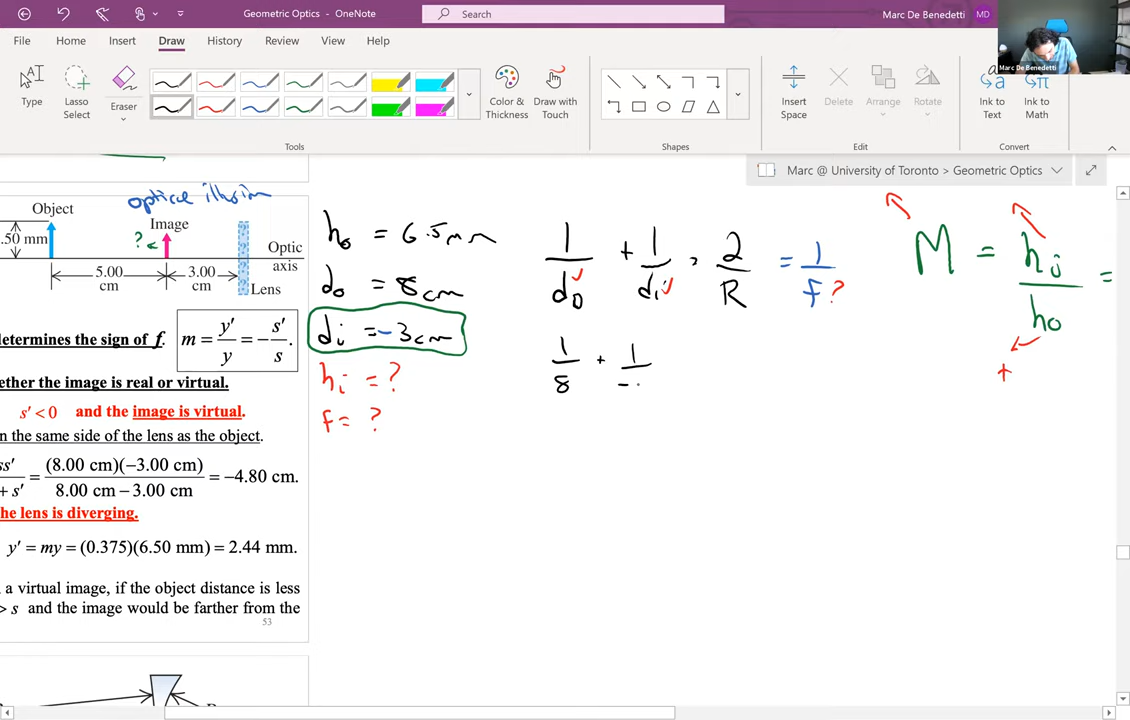 Geometric Optics - OneNote
Search
Marc De Benedetti
MD
Marc De Benedetti
File
Home
Insert
Draw
History
Review
View
Help
Type
Lasso
Select
Eraser
Color &
Thickness
Draw with
Touch
Insert
Space
Delete
Arrange
Rotate
Ink to
Text
Ink to
Math
Tools
Shapes
Edit
Convert
Marc @ University of Toronto > Geometric Optics
optical illusion
Object
Image
.50 mm
?
Optic
axis
5.00
cm
3.00
cm
Lens
determines the sign of f.
m = y'/y = −s'/s.
ether the image is real or virtual.
s' < 0 and the image is virtual.
n the same side of the lens as the object.
ss'/+ s' = (8.00 cm)(−3.00 cm)/8.00 cm − 3.00 cm = −4.80 cm.
he lens is diverging.
y' = my = (0.375)(6.50 mm) = 2.44 mm.
a virtual image, if the object distance is less
> s and the image would be farther from the
53
ho = 6.5mm
do = 8cm
di = -3cm
hi = ?
f = ?
1/do + 1/di = 2/R = 1/f ?
1/8 + 1/-
M = hi/ho =
+